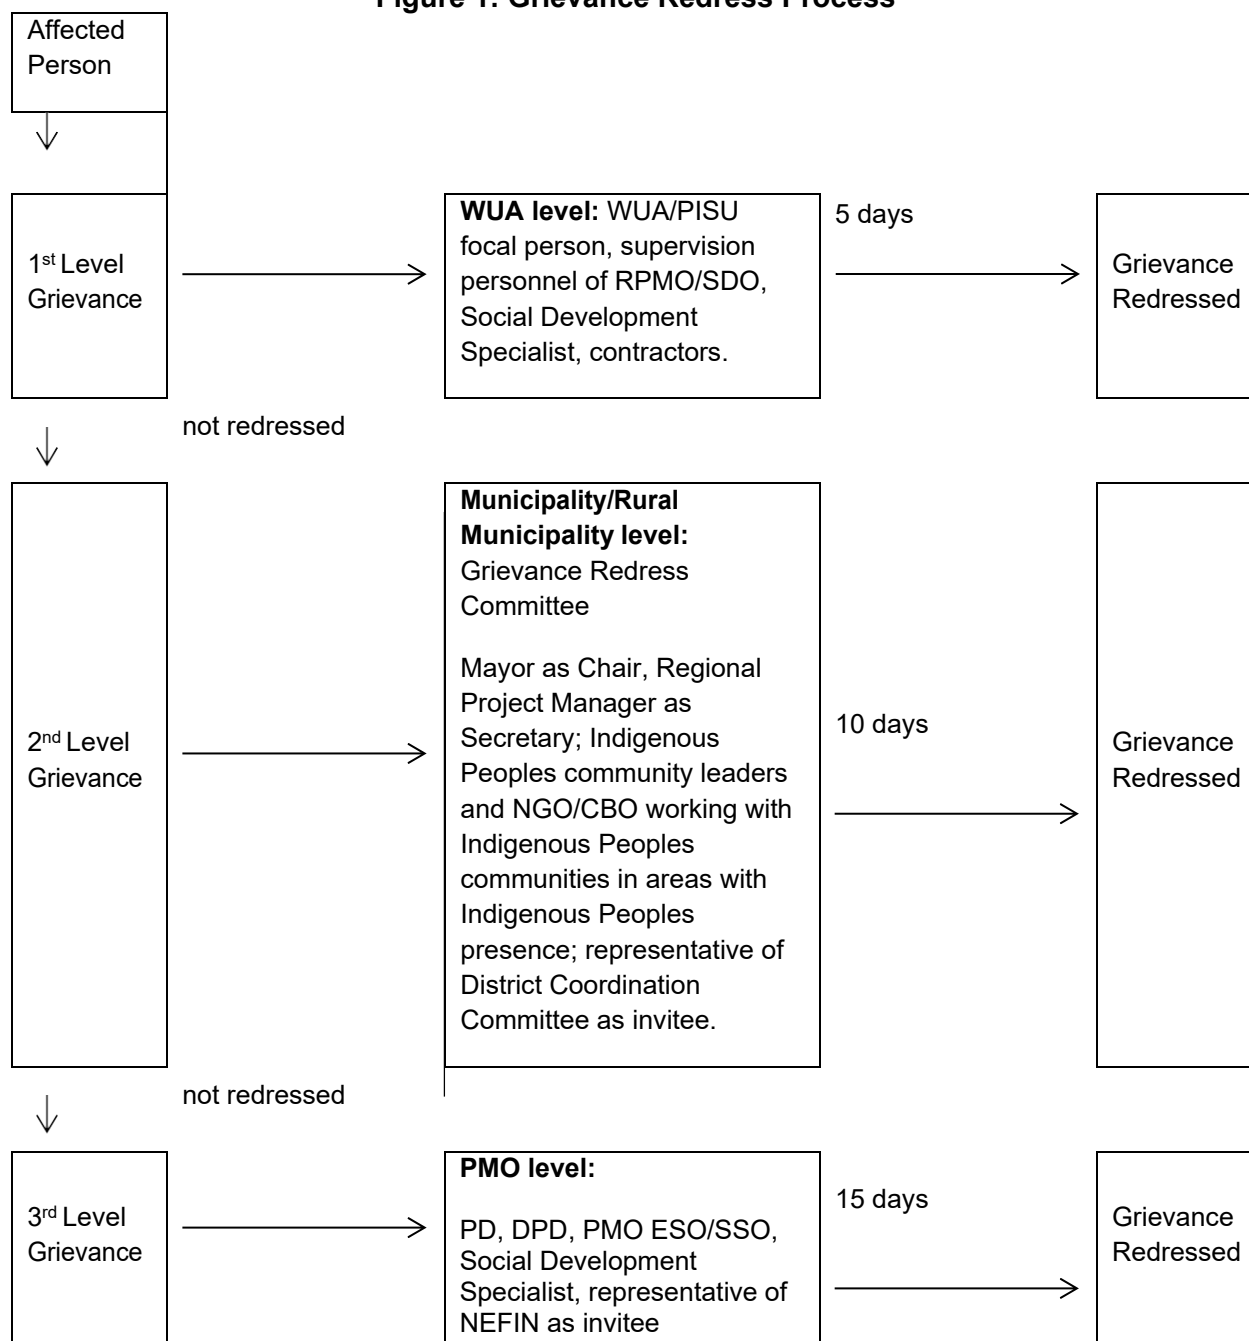 Figure 1: Grievance Redress Process
Affected
Person
1st Level
Grievance
WUA level: WUA/PISU
focal person, supervision
personnel of RPMO/SDO,
Social Development
Specialist, contractors.
5 days
Grievance
Redressed
not redressed
2nd Level
Grievance
Municipality/Rural
Municipality level:
Grievance Redress
Committee
Mayor as Chair, Regional
Project Manager as
Secretary; Indigenous
Peoples community leaders
and NGO/CBO working with
Indigenous Peoples
communities in areas with
Indigenous Peoples
presence; representative of
District Coordination
Committee as invitee.
10 days
Grievance
Redressed
not redressed
3rd Level
Grievance
PMO level:
PD, DPD, PMO ESO/SSO,
Social Development
Specialist, representative of
NEFIN as invitee
15 days
Grievance
Redressed